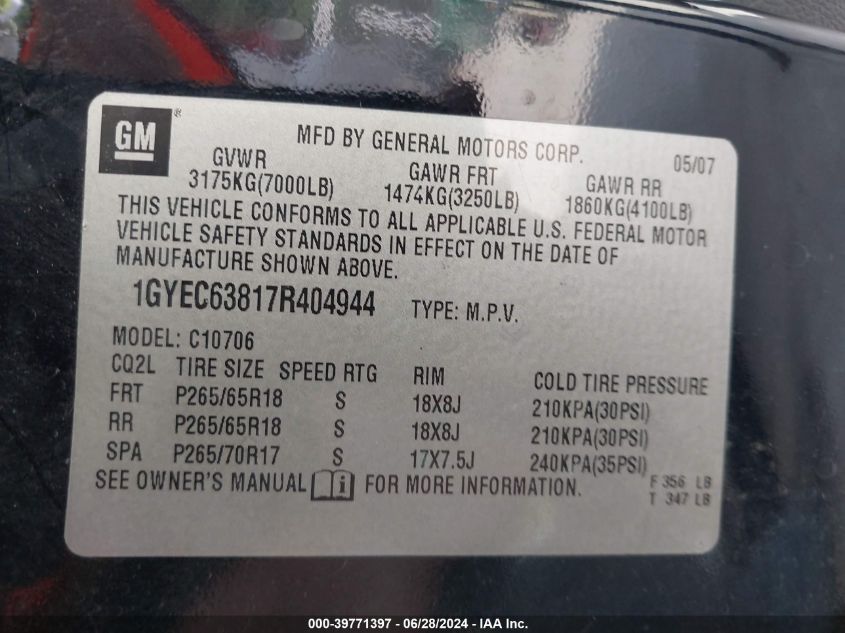 GM®
MFD BY GENERAL MOTORS CORP. 05/07
GVWR GAWR FRT GAWR RR
3175KG(7000LB) 1474KG(3250LB) 1860KG(4100LB)
THIS VEHICLE CONFORMS TO ALL APPLICABLE U.S. FEDERAL MOTOR
VEHICLE SAFETY STANDARDS IN EFFECT ON THE DATE OF
MANUFACTURE SHOWN ABOVE.
1GYEC63817R404944 TYPE: M.P.V.
MODEL: C10706
CQ2L TIRE SIZE SPEED RTG RIM COLD TIRE PRESSURE
FRT P265/65R18 S 18X8J 210KPA(30PSI)
RR P265/65R18 S 18X8J 210KPA(30PSI)
SPA P265/70R17 17X7.5J 240KPA(35PSI)
SEE OWNER'S MANUAL i FOR MORE INFORMATION. F 356 LB
T 347 LB
000-39771397 - 06/28/2024 - IAA Inc.